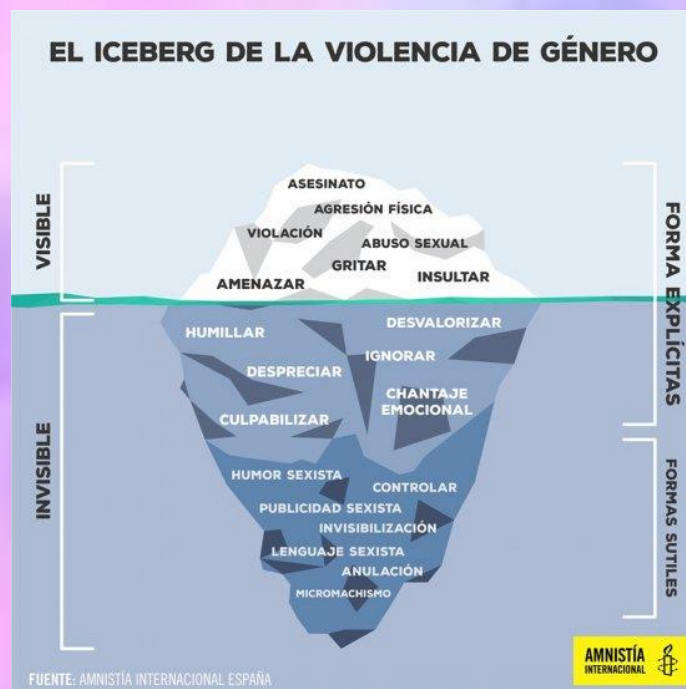 EL ICEBERG DE LA VIOLENCIA DE GÉNERO
VISIBLE
ASESINATO
AGRESIÓN FÍSICA
VIOLACIÓN
ABUSO SEXUAL
GRITAR
AMENAZAR
INSULTAR
FORMA EXPLÍCITAS
INVISIBLE
HUMILLAR
DESVALORIZAR
IGNORAR
DESPRECIAR
CHANTAJE
EMOCIONAL
CULPABILIZAR
HUMOR SEXISTA
CONTROLAR
PUBLICIDAD SEXISTA
INVISIBILIZACIÓN
LENGUAJE SEXISTA
ANULACIÓN
MICROMACHISMO
FORMAS SUTILES
AMNISTÍA
INTERNACIONAL
FUENTE: AMNISTÍA INTERNACIONAL ESPAÑA